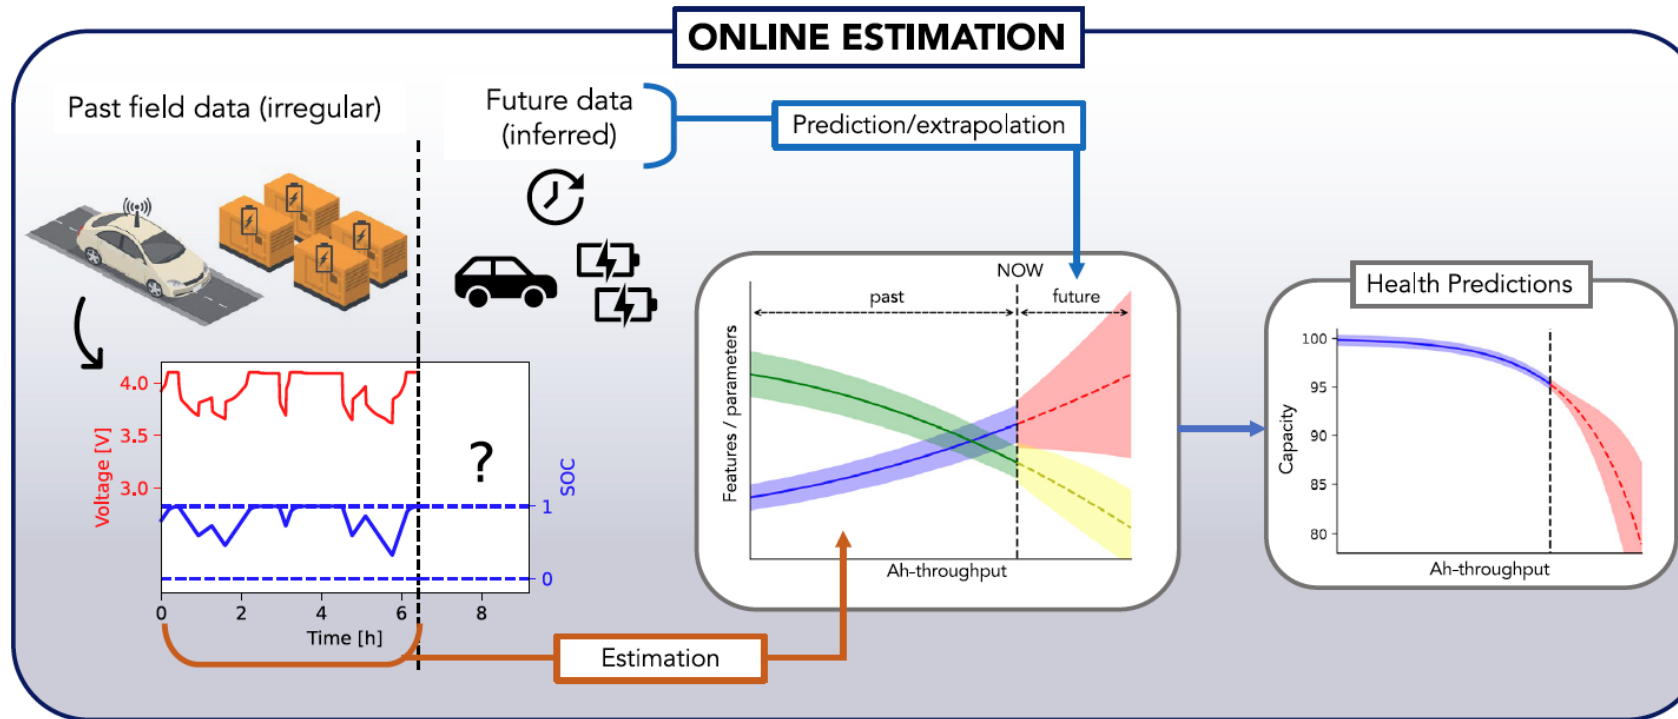 ONLINE ESTIMATION
Past field data (irregular)
Future data
(inferred)
Prediction/extrapolation
4.0
3.5
3.0
Voltage [V]
?
SOC
1
0
0
2
4
6
8
Time [h]
Estimation
NOW
past
future
Features / parameters
Ah-throughput
Health Predictions
100
95
90
85
80
Capacity
Ah-throughput